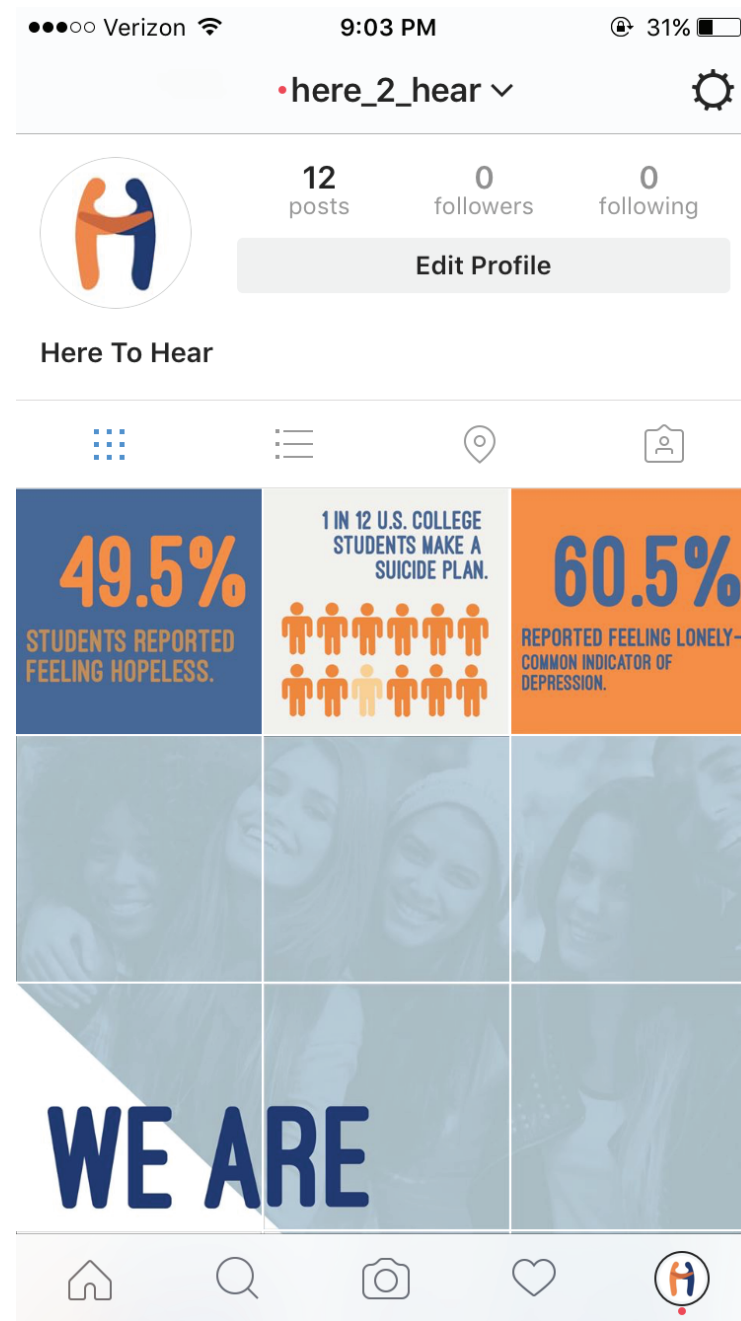 Verizon 9:03 PM 31%
here_2_hear
12 0 0
posts followers following
Edit Profile
Here To Hear
49.5%
STUDENTS REPORTED
FEELING HOPELESS.
1 IN 12 U.S. COLLEGE
STUDENTS MAKE A
SUICIDE PLAN.
60.5%
REPORTED FEELING LONELY-
COMMON INDICATOR OF
DEPRESSION.
WE ARE